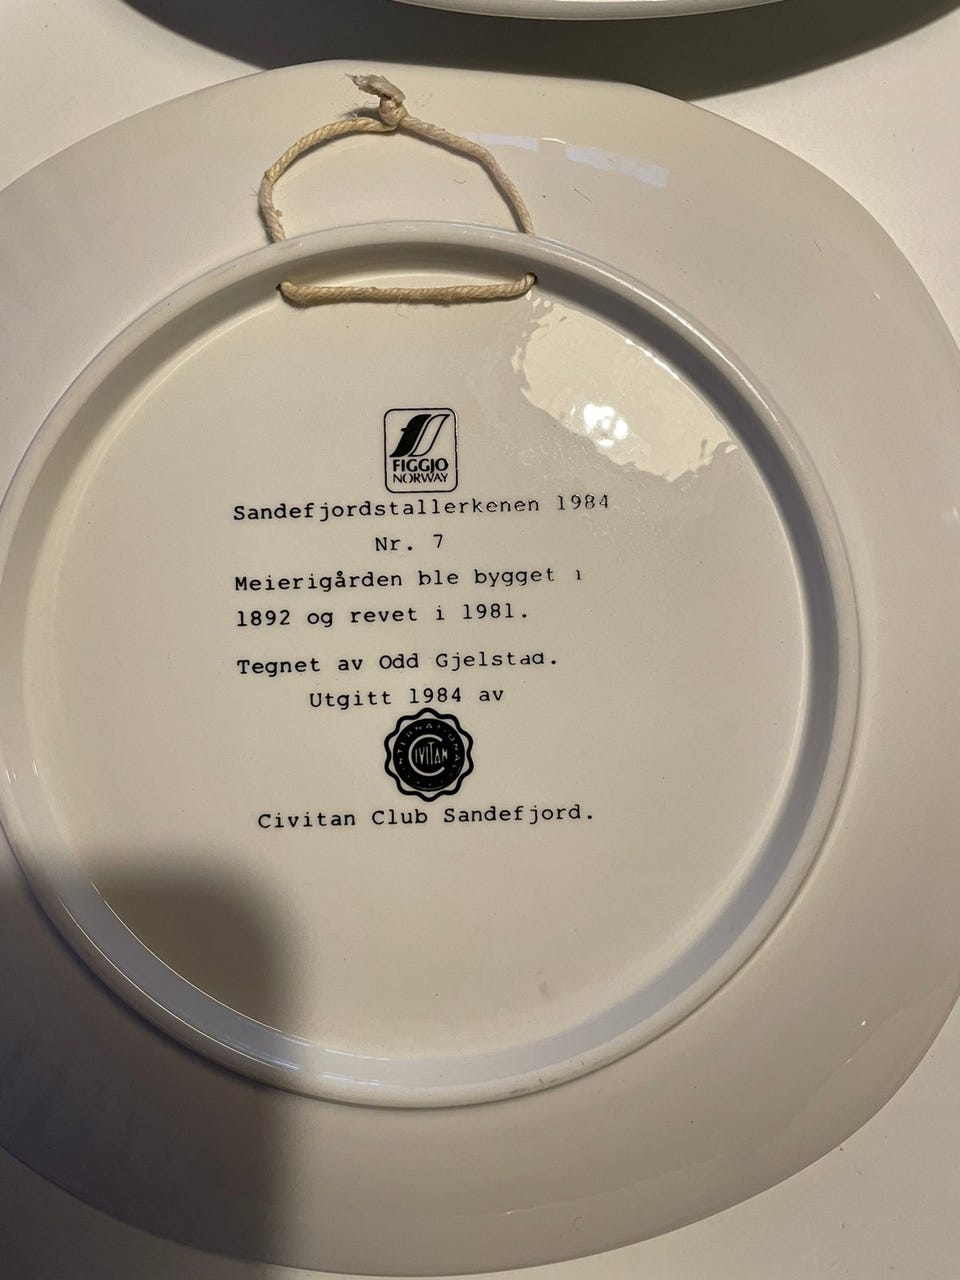 FIGGJO
NORWAY
Sandefjordstallerkenen 1984
Nr. 7
Meierigården ble bygget i
1892 og revet i 1981.
Tegnet av Odd Gjelstad.
Utgitt 1984 av
INTERNATIONAL
CIVITAN
Civitan Club Sandefjord.